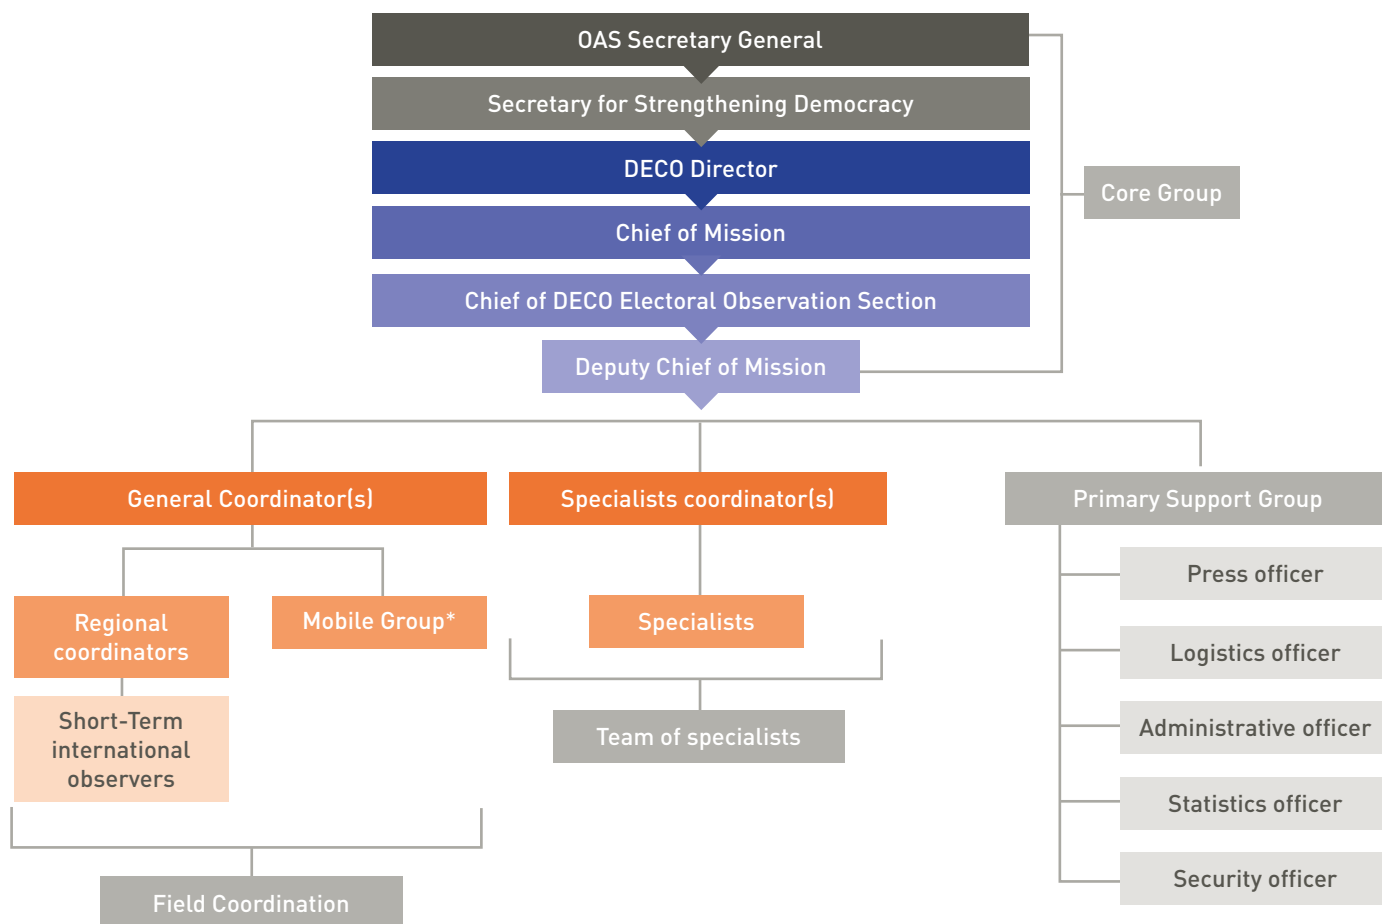 OAS Secretary General
Secretary for Strengthening Democracy
DECO Director
Chief of Mission
Chief of DECO Electoral Observation Section
Deputy Chief of Mission
Core Group
General Coordinator(s)
Regional
coordinators
Mobile Group*
Short-Term
international
observers
Field Coordination
Specialists coordinator(s)
Specialists
Team of specialists
Primary Support Group
Press officer
Logistics officer
Administrative officer
Statistics officer
Security officer